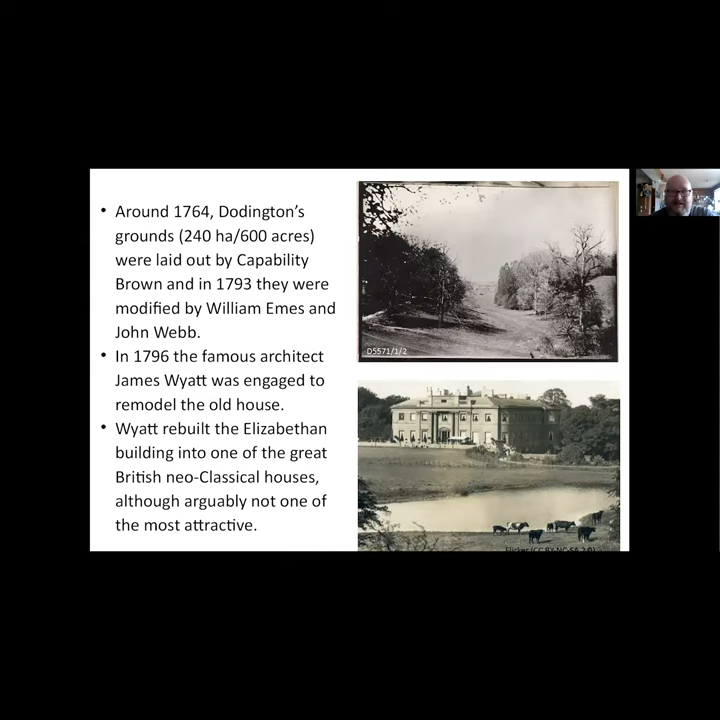 • Around 1764, Dodington’s
grounds (240 ha/600 acres)
were laid out by Capability
Brown and in 1793 they were
modified by William Emes and
John Webb.
• In 1796 the famous architect
James Wyatt was engaged to
remodel the old house.
• Wyatt rebuilt the Elizabethan
building into one of the great
British neo-Classical houses,
although arguably not one of
the most attractive.
D5571/1/2
Flicker (CC BY-NC-SA 2.0)